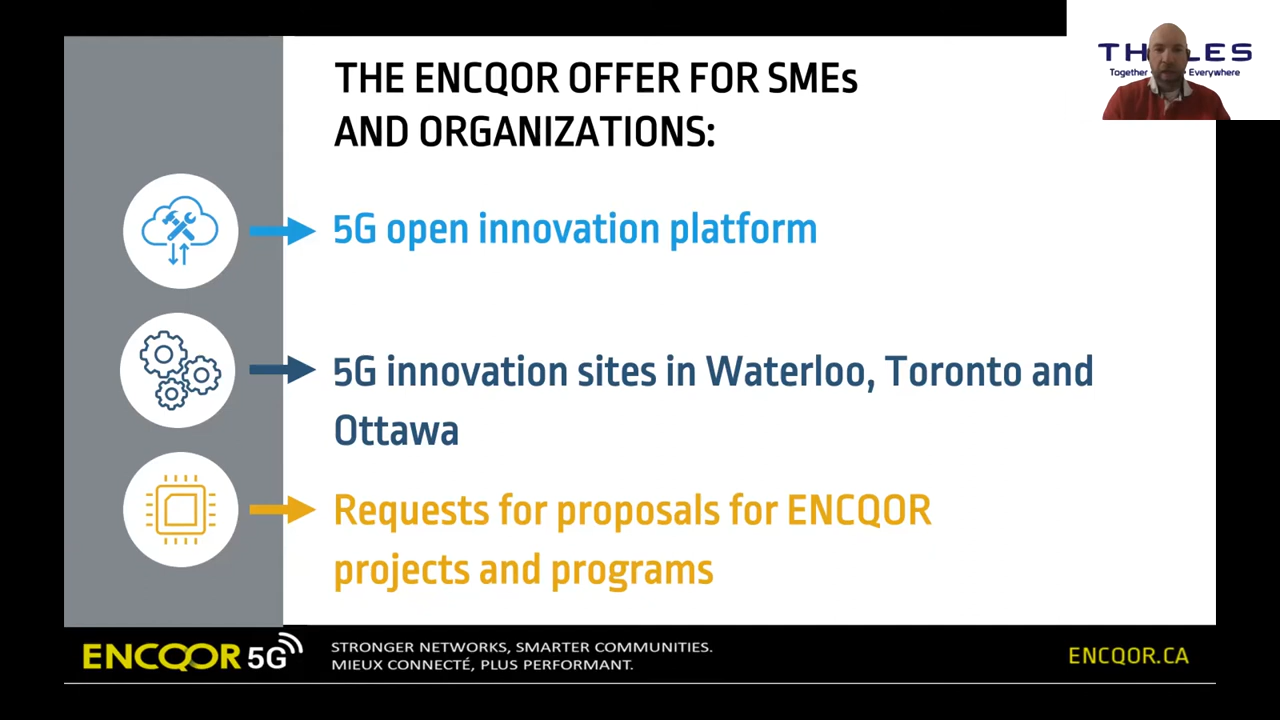 THE ENCQOR OFFER FOR SMEs
AND ORGANIZATIONS:
5G open innovation platform
5G innovation sites in Waterloo, Toronto and
Ottawa
Requests for proposals for ENCQOR
projects and programs
ENCQOR 5G
STRONGER NETWORKS, SMARTER COMMUNITIES.
MIEUX CONNECTÉ, PLUS PERFORMANT.
ENCQOR.CA
Together Everywhere